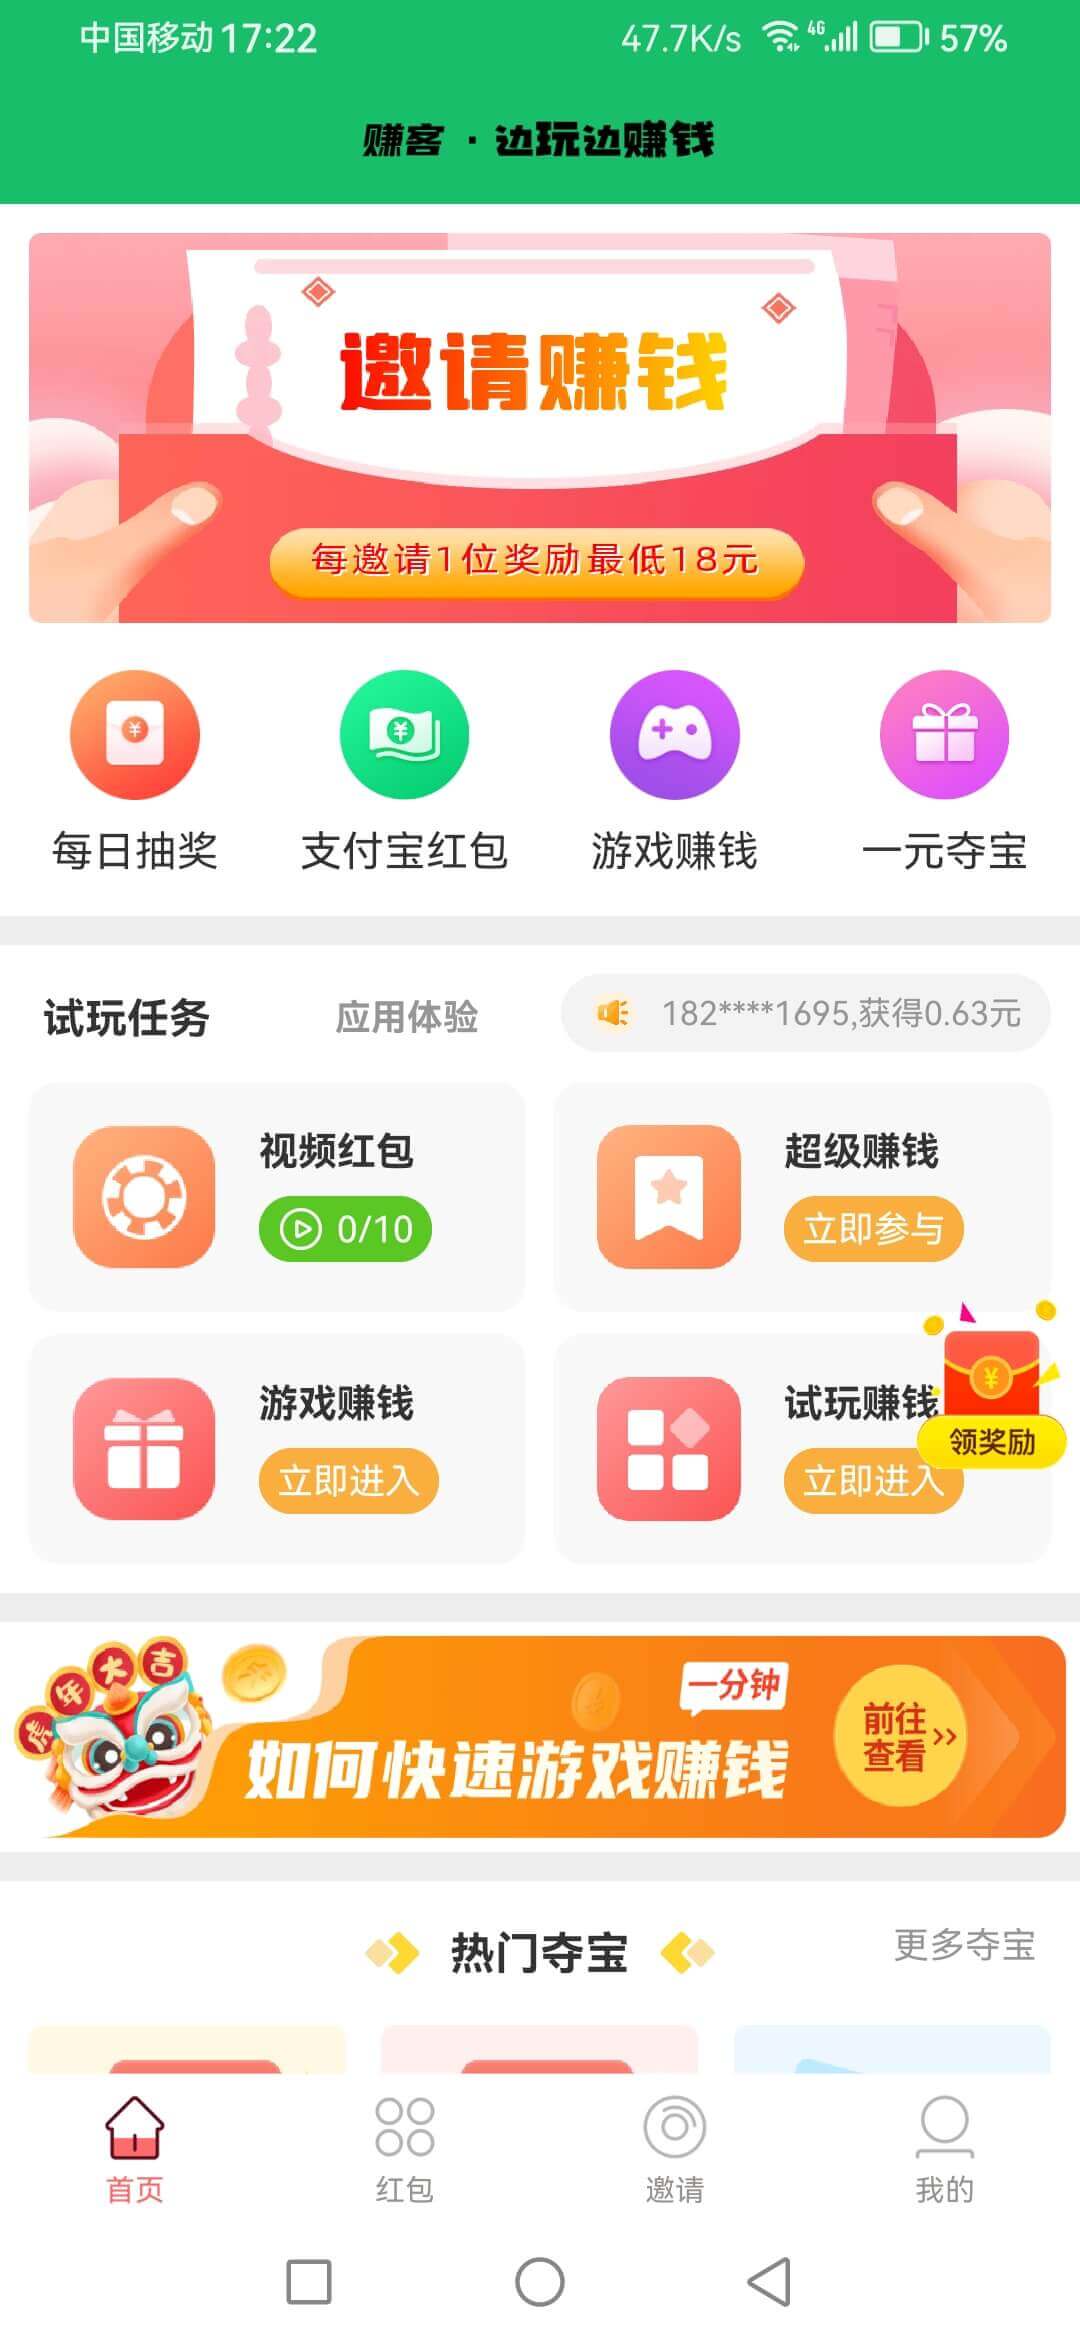 中国移动 17:22
47.7K/s 4G 57%
赚客 · 边玩边赚钱
邀请赚钱
每邀请1位奖励最低18元
每日抽奖
支付宝红包
游戏赚钱
一元夺宝
试玩任务
应用体验
182****1695,获得0.63元
视频红包
0/10
超级赚钱
立即参与
游戏赚钱
立即进入
试玩赚钱
立即进入
¥
领奖励
虎年大吉
一分钟
如何快速游戏赚钱
前往
查看>>
热门夺宝
更多夺宝
首页
红包
邀请
我的